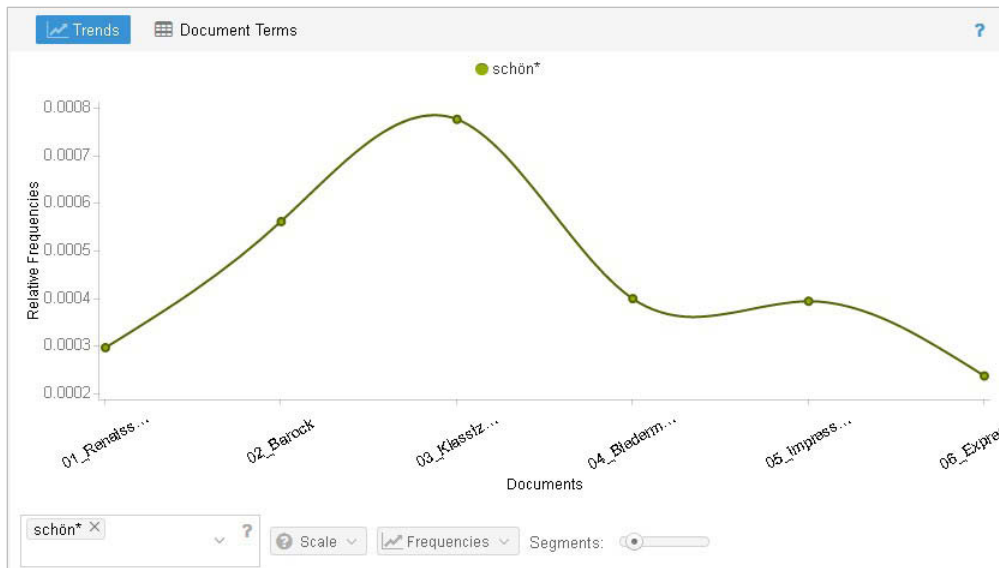 Trends Document Terms ?
schön*
0.0008
0.0007
0.0006
0.0005
0.0004
0.0003
0.0002
Relative Frequencies
01_Renaiss...
02_Barock
03_Klassiz...
04_Biederm...
05_Impress...
06_Expre
Documents
schön* × ?
? Scale Frequencies Segments: